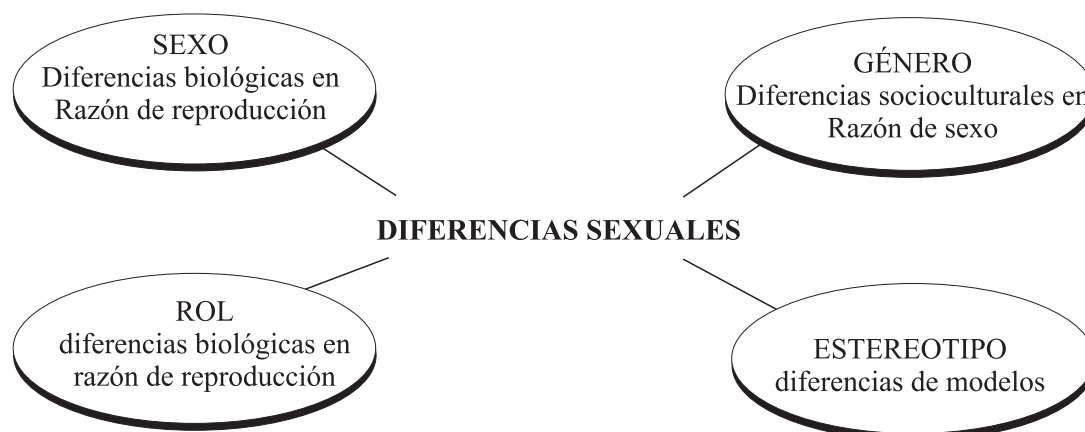 SEXO
Diferencias biológicas en
Razón de reproducción
GÉNERO
Diferencias socioculturales en
Razón de sexo
DIFERENCIAS SEXUALES
ROL
diferencias biológicas en
razón de reproducción
ESTEREOTIPO
diferencias de modelos